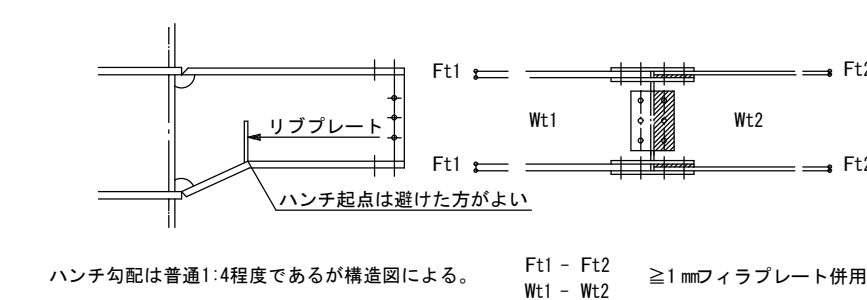 Ft1
Ft2
リブプレート
Wt1
Wt2
Ft1
Ft2
ハンチ起点は避けた方がよい
ハンチ勾配は普通1:4程度であるが構造図による。
Ft1 - Ft2
Wt1 - Wt2
≧1㎜フィラプレート併用